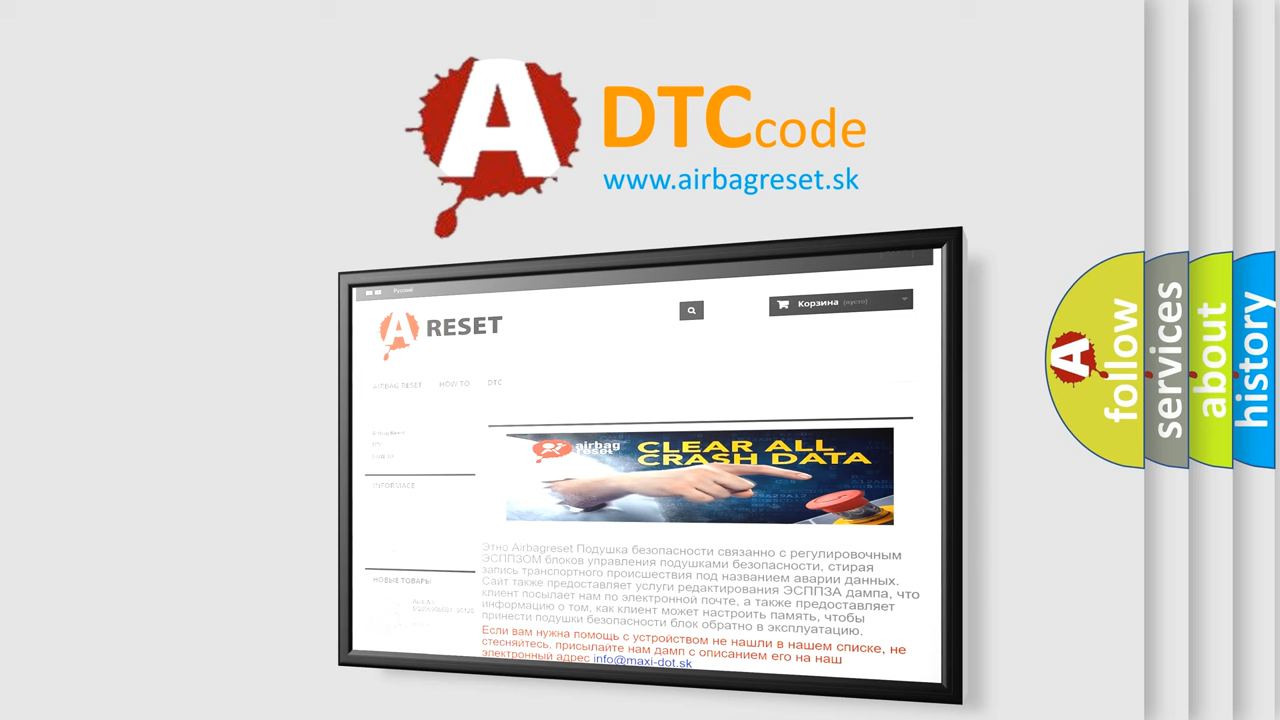 A
DTC code
www.airbagreset.sk
Русский
A RESET
Корзина (пусто)
AIRBAG RESET HOW TO DTC
INFORMACE
airbag
reset
CLEAR ALL
CRASH DATA
НОВЫЕ ТОВАРЫ
Этно Airbagreset Подушка безопасности связанно с регулировочным
ЭСППЗОМ блоков управления подушками безопасности, стирая
запись транспортного происшествия под названием аварии данных.
Сайт также предоставляет услуги редактирования ЭСППЗА дампа, что
клиент посылает нам по электронной почте, а также предоставляет
информацию о том, как клиент может настроить память, чтобы
принести подушки безопасности блок обратно в эксплуатацию.
Если вам нужна помощь с устройством не нашли в нашем списке, не
стесняйтесь, присылайте нам дамп с описанием его на наш
электронный адрес info@maxi-dot.sk
A
follow
services
about
history